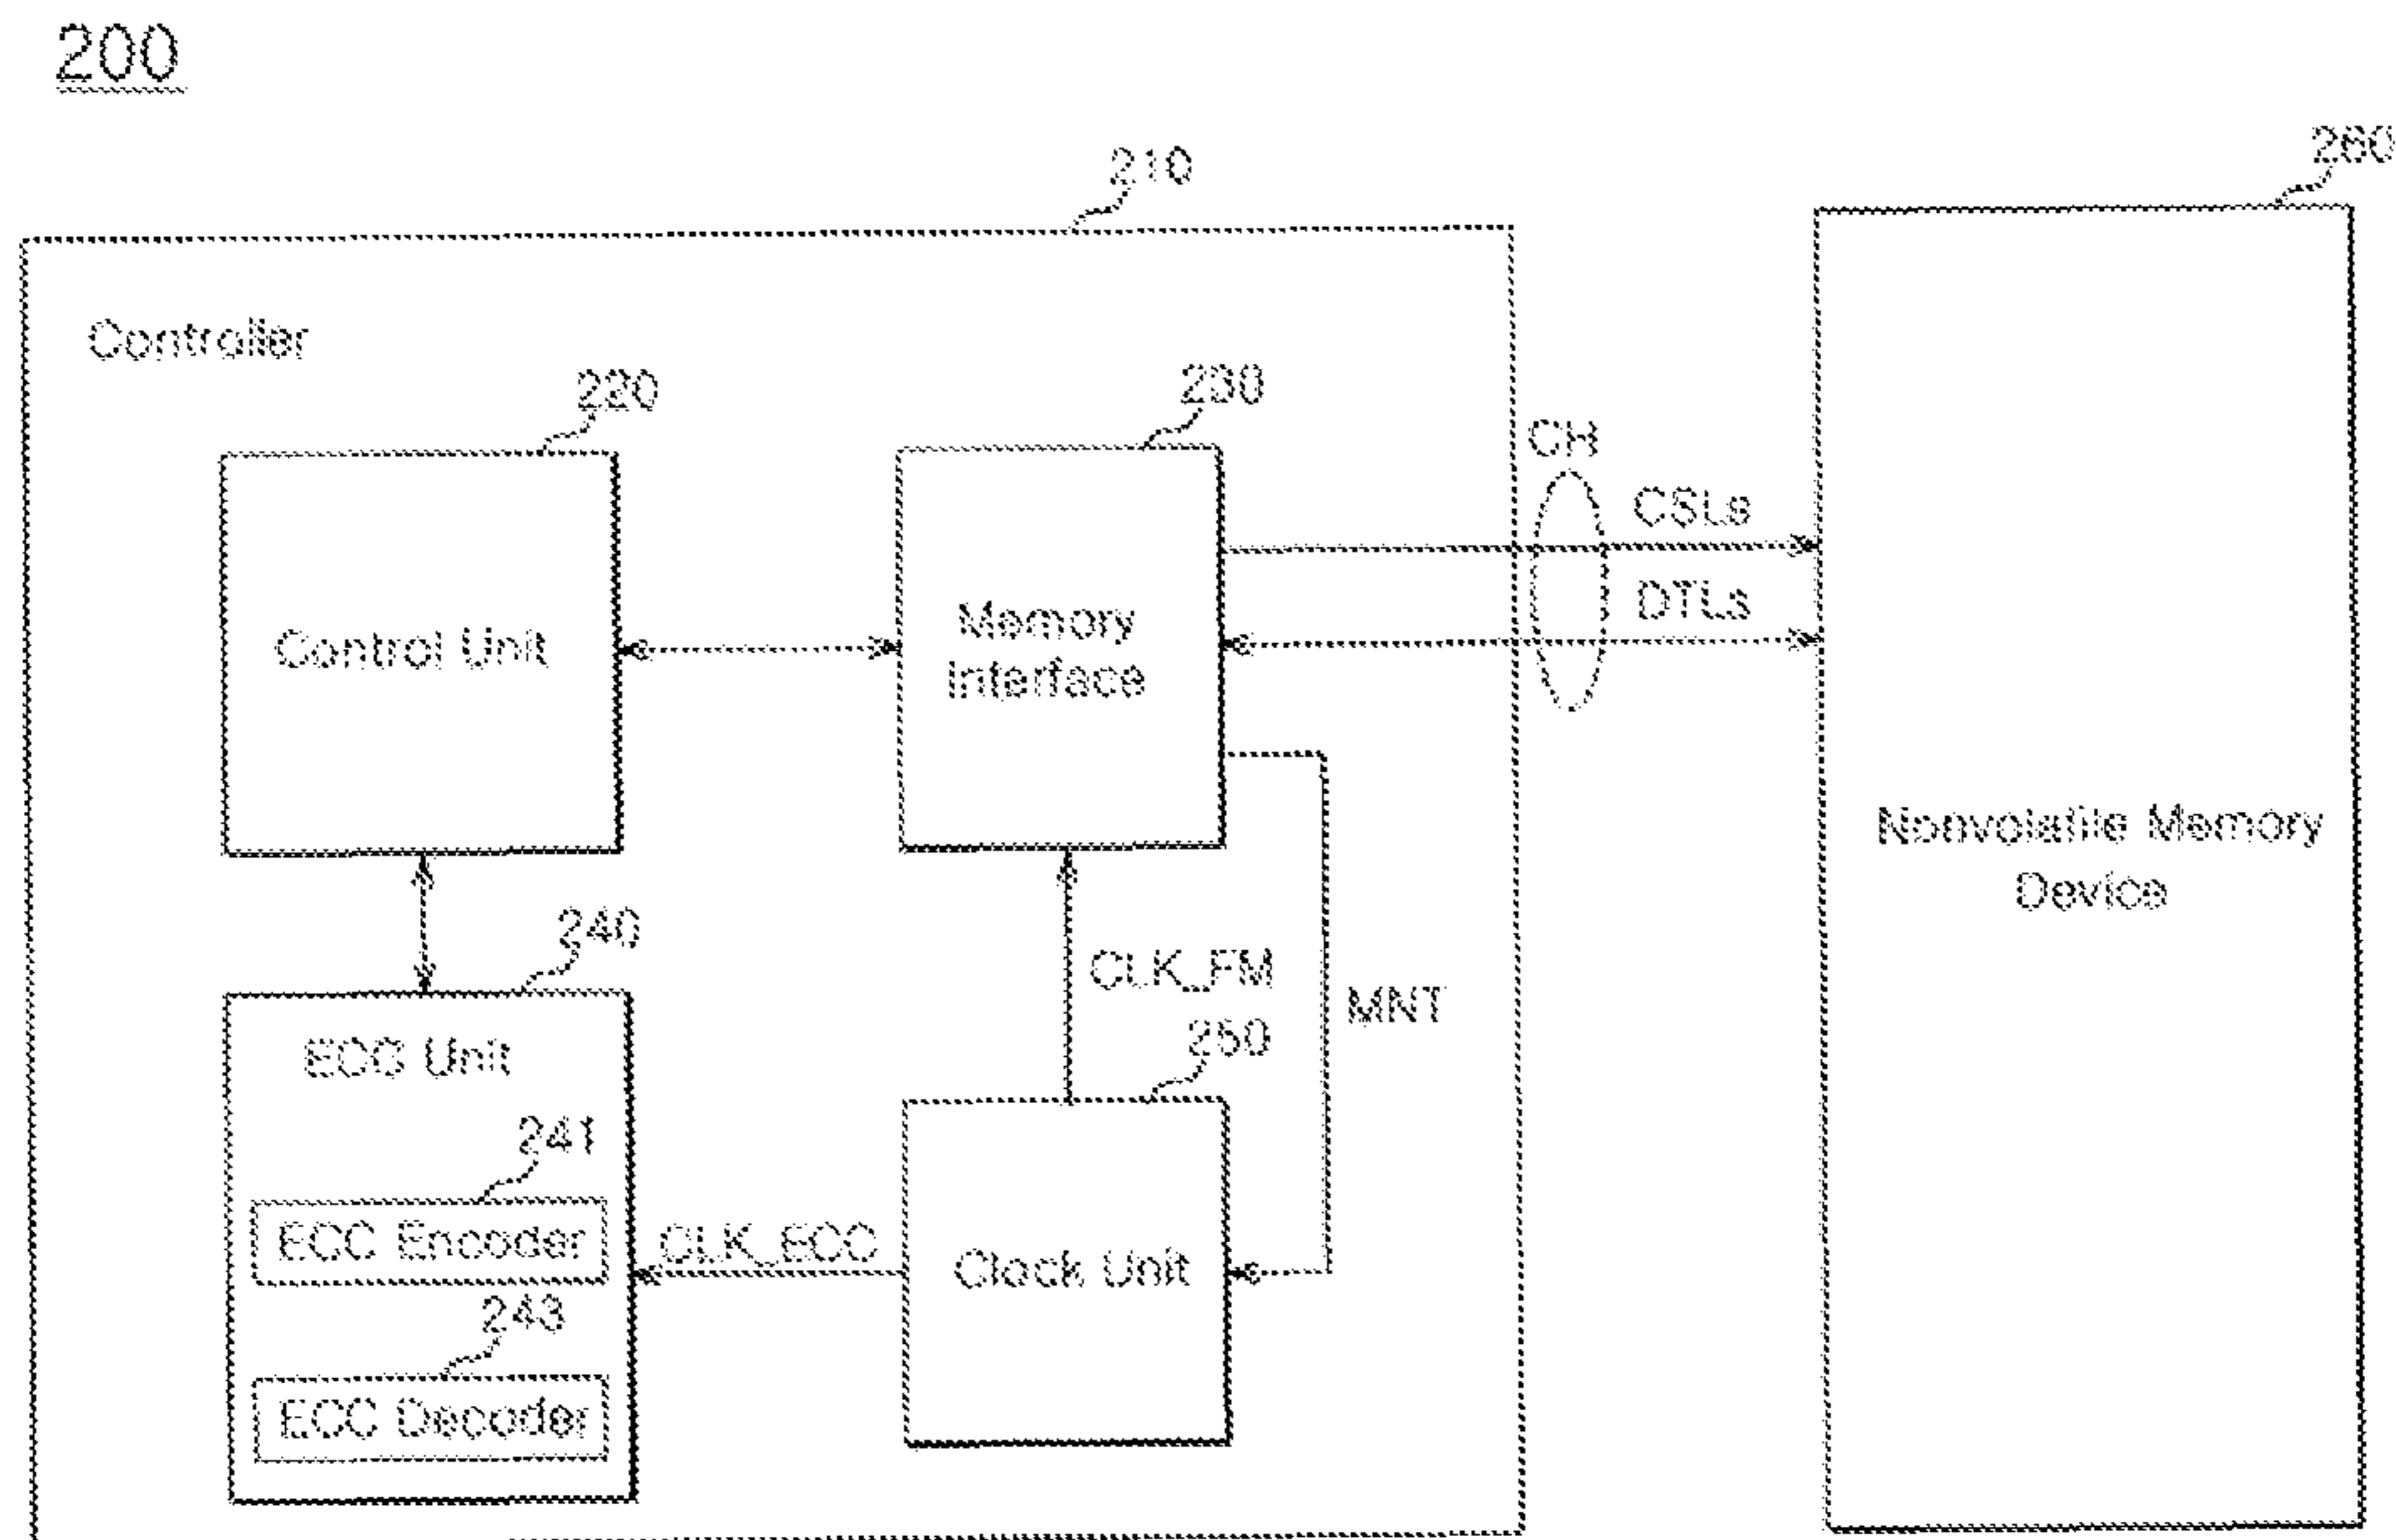 200
210
260
Controller
220
230
CH
CSLs
DTLs
Control Unit
Memory
Interface
Nonvolatile Memory
Device
240
CLK_FM
MNT
250
ECC Unit
241
ECC Encoder
CLK_ECC
Clock Unit
243
ECC Decoder